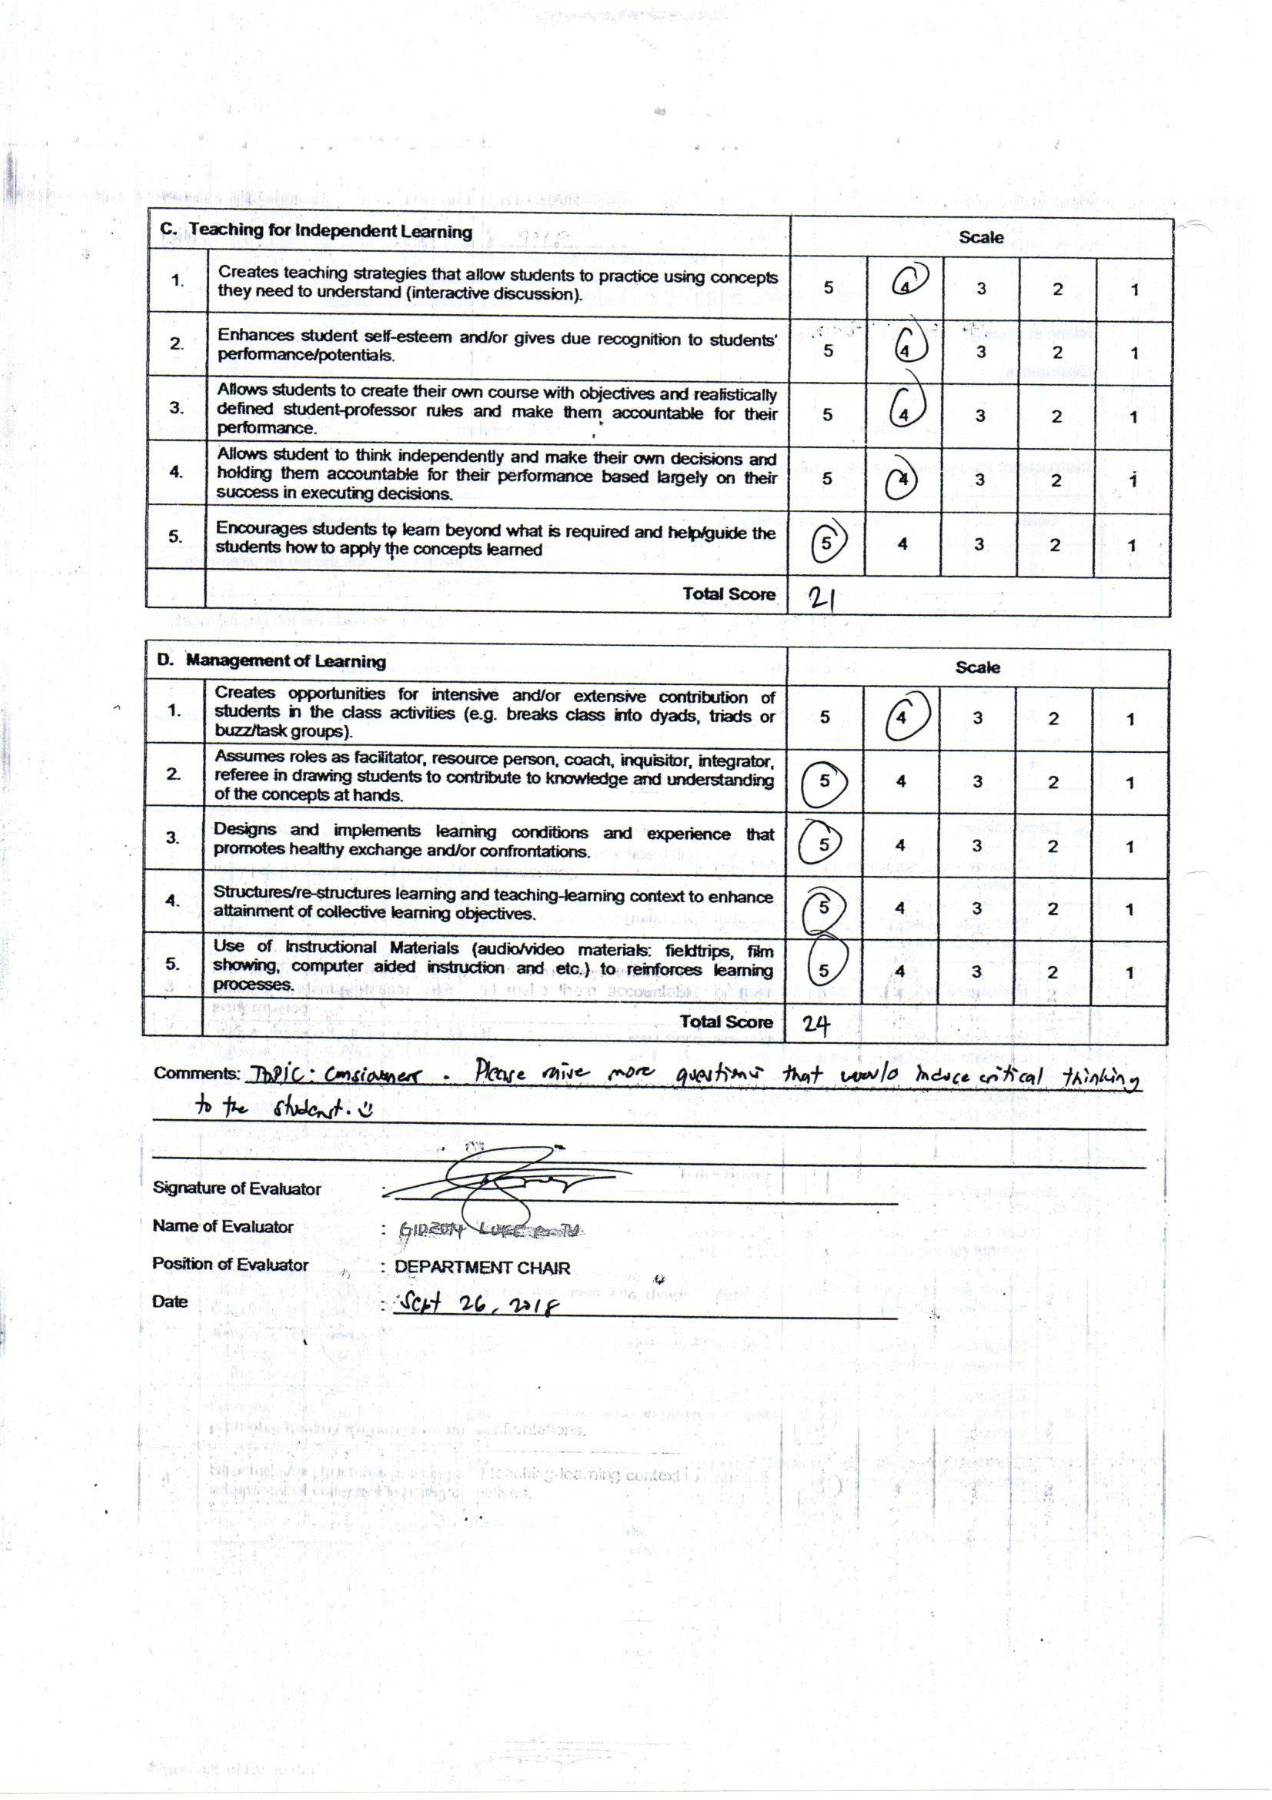 C. Teaching for Independent Learning Scale
1. Creates teaching strategies that allow students to practice using concepts
they need to understand (interactive discussion). 5 4 3 2 1
2. Enhances student self-esteem and/or gives due recognition to students'
performance/potentials. 5 4 3 2 1
3. Allows students to create their own course with objectives and realistically
defined student-professor rules and make them accountable for their
performance. 5 4 3 2 1
4. Allows student to think independently and make their own decisions and
holding them accountable for their performance based largely on their
success in executing decisions. 5 4 3 2 1
5. Encourages students to learn beyond what is required and help/guide the
students how to apply the concepts learned 5 4 3 2 1
Total Score 21
D. Management of Learning Scale
1. Creates opportunities for intensive and/or extensive contribution of
students in the class activities (e.g. breaks class into dyads, triads or
buzz/task groups). 5 4 3 2 1
2. Assumes roles as facilitator, resource person, coach, inquisitor, integrator,
referee in drawing students to contribute to knowledge and understanding
of the concepts at hands. 5 4 3 2 1
3. Designs and implements learning conditions and experience that
promotes healthy exchange and/or confrontations. 5 4 3 2 1
4. Structures/re-structures learning and teaching-learning context to enhance
attainment of collective learning objectives. 5 4 3 2 1
5. Use of Instructional Materials (audio/video materials: fieldtrips, film
showing, computer aided instruction and etc.) to reinforces learning
processes. 5 4 3 2 1
Total Score 24
Comments: TOPIC: . Please raise more questions that would induce critical thinking
to the student.
Signature of Evaluator :
Name of Evaluator :
Position of Evaluator : DEPARTMENT CHAIR
Date : Sept 26, 2018